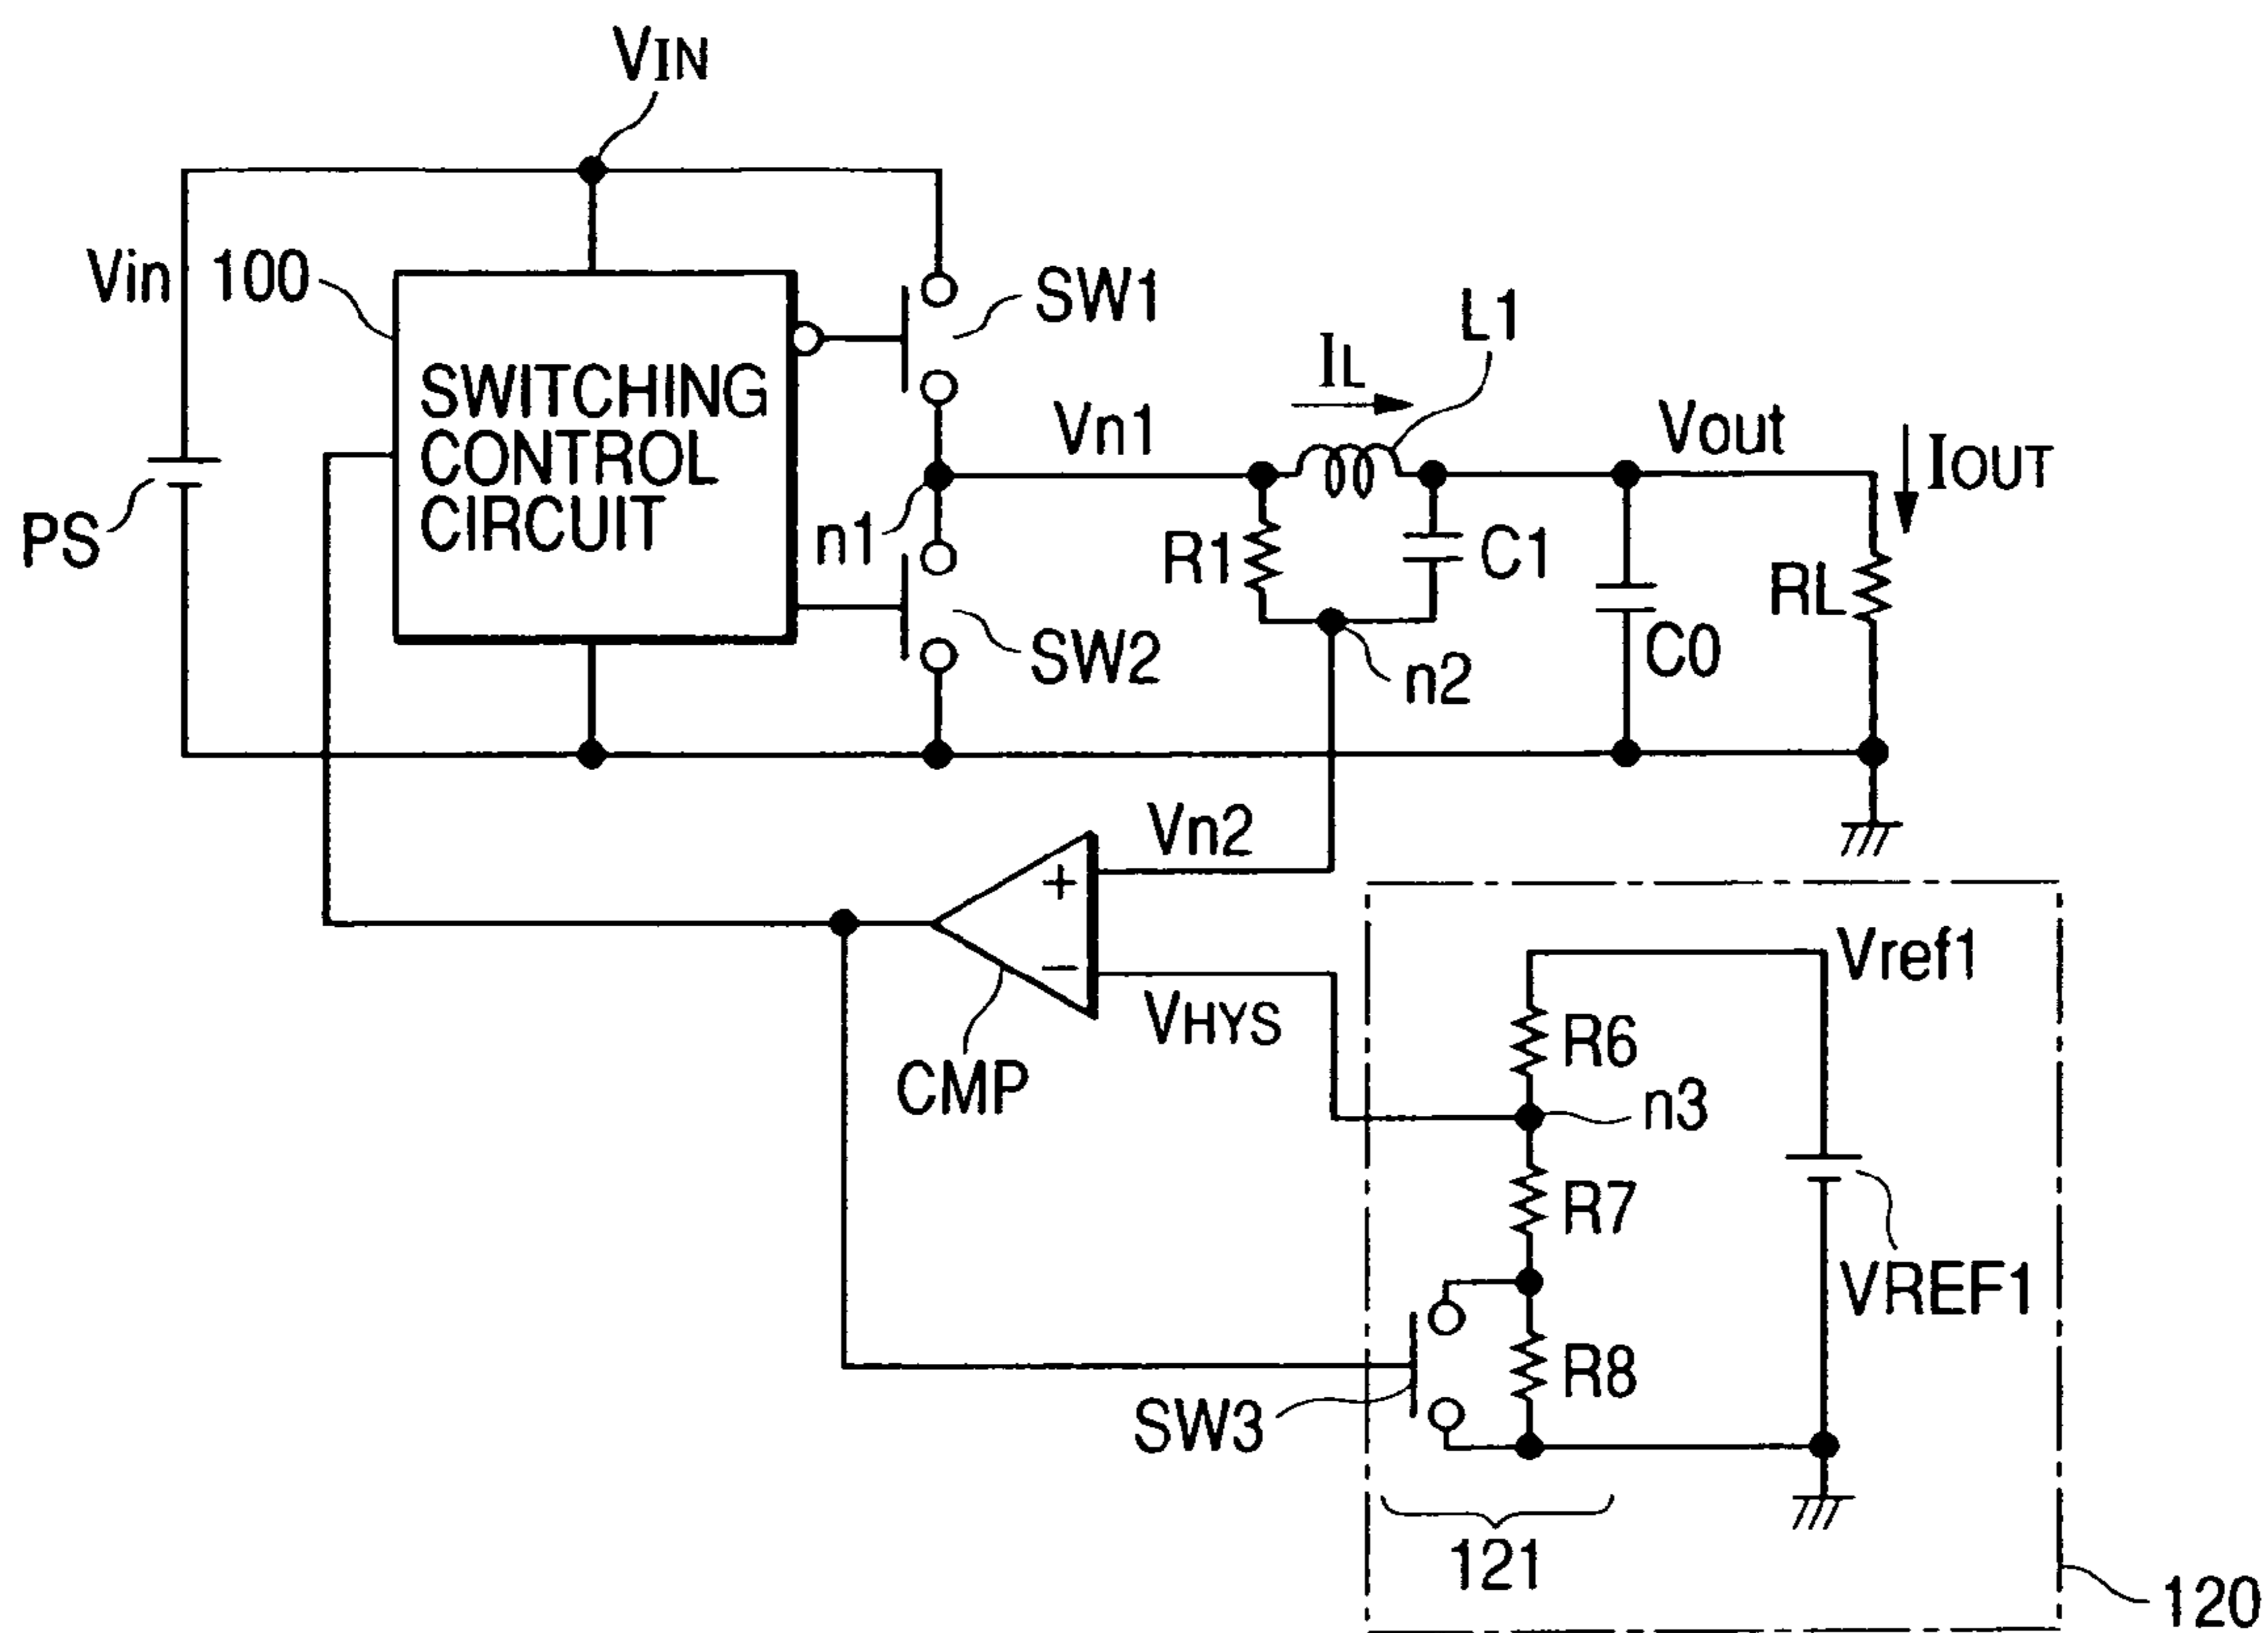 VIN
Vin
100
SW1
L1
IL
SWITCHING
CONTROL
CIRCUIT
Vn1
Vout
IOUT
PS
n1
R1
C1
RL
SW2
n2
C0
Vn2
+
−
Vref1
VHYS
R6
CMP
n3
R7
VREF1
R8
SW3
121
120